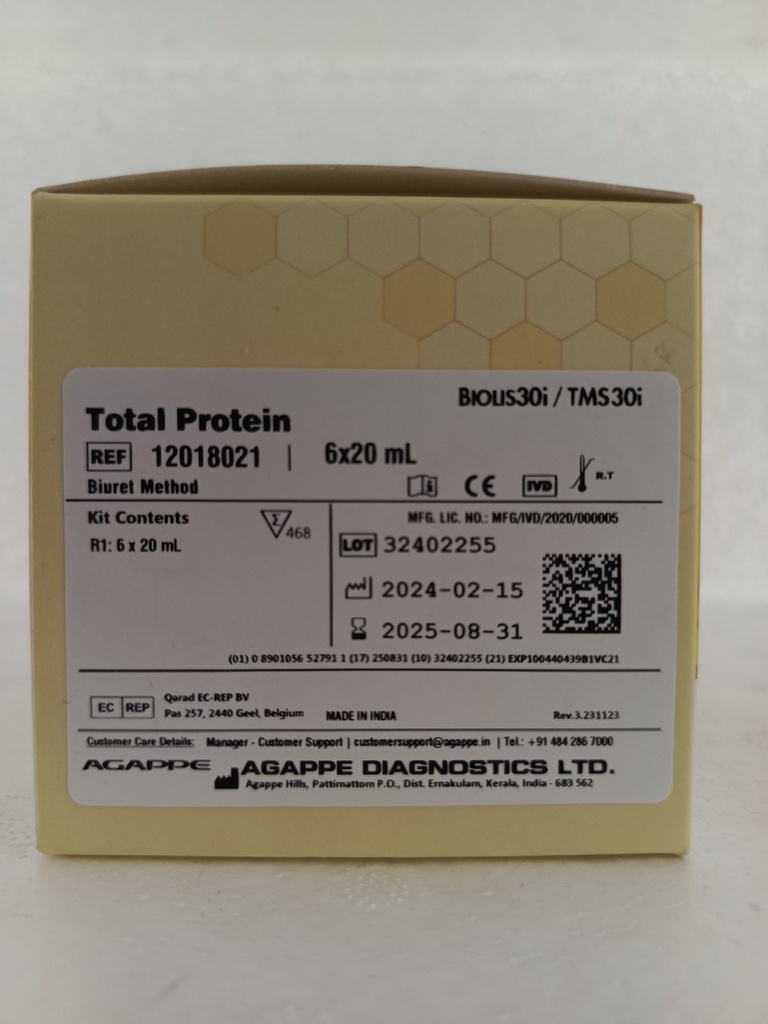 BIOLIS30i / TMS30i
Total Protein
REF 12018021 | 6x20 mL
Biuret Method CE IVD R.T
Kit Contents Σ 468 MFG. LIC. NO.: MFG/IVD/2020/000005
R1: 6 x 20 mL LOT 32402255
2024-02-15
2025-08-31
(01) 0 8901056 52791 1 (17) 250831 (10) 32402255 (21) EXP100440439B1VC21
EC REP Qarad EC-REP BV
Pas 257, 2440 Geel, Belgium MADE IN INDIA Rev.3.231123
Customer Care Details: Manager - Customer Support | customersupport@agappe.in | Tel.: +91 484 286 7000
AGAPPE AGAPPE DIAGNOSTICS LTD.
Agappe Hills, Pattimattom P.O., Dist. Ernakulam, Kerala, India - 683 562